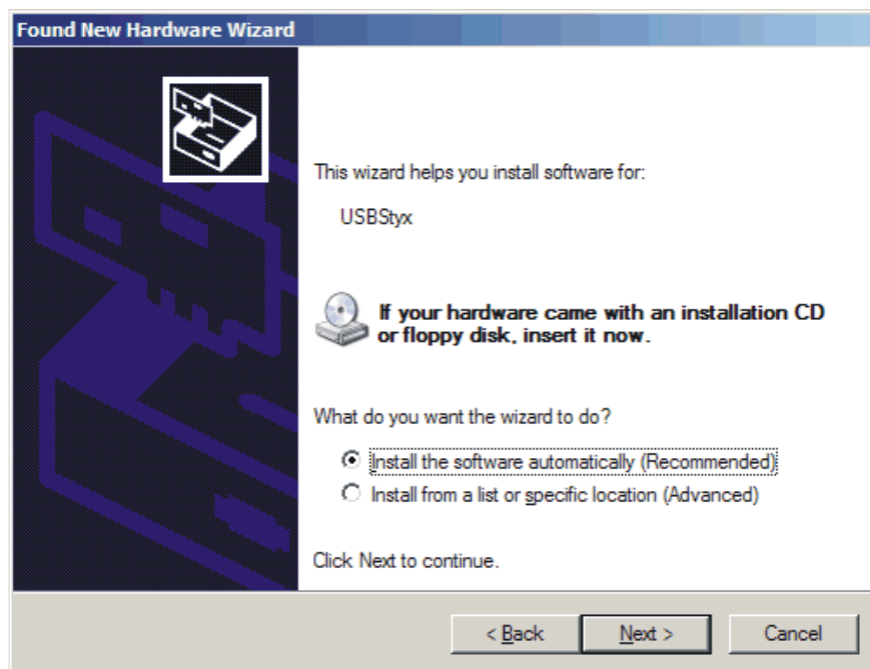 Found New Hardware Wizard
This wizard helps you install software for:
USBStyx
If your hardware came with an installation CD
or floppy disk, insert it now.
What do you want the wizard to do?
Install the software automatically (Recommended)
Install from a list or specific location (Advanced)
Click Next to continue.
< Back Next > Cancel